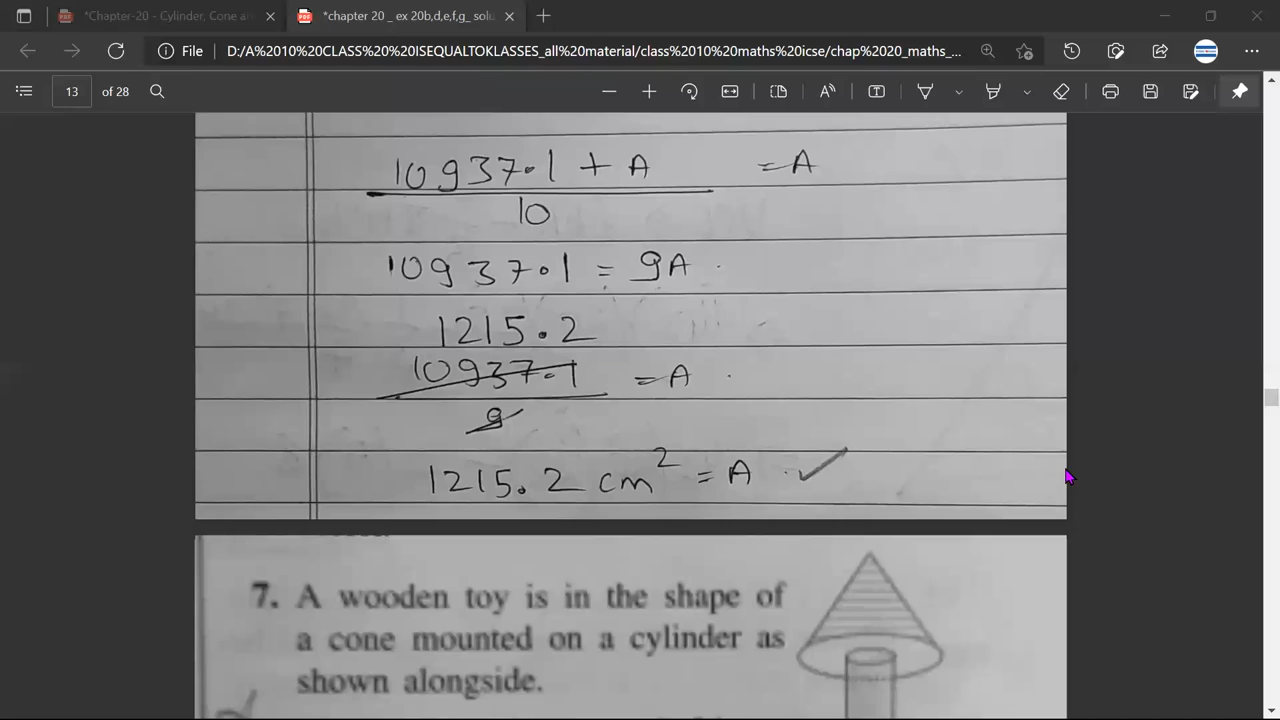 *Chapter-20 - Cylinder, Cone an
*chapter 20 _ ex 20b,d,e,f,g_ solu
File
D:/A%2010%20CLASS%20%20ISEQUALTOKLASSES_all%20material/class%2010%20maths%20icse/chap%2020_maths_...
13 of 28
10937.1 + A = A
10
10937.1 = 9A
1215.2
10937.1 = A
9
1215.2 cm² = A
7. A wooden toy is in the shape of
a cone mounted on a cylinder as
shown alongside.